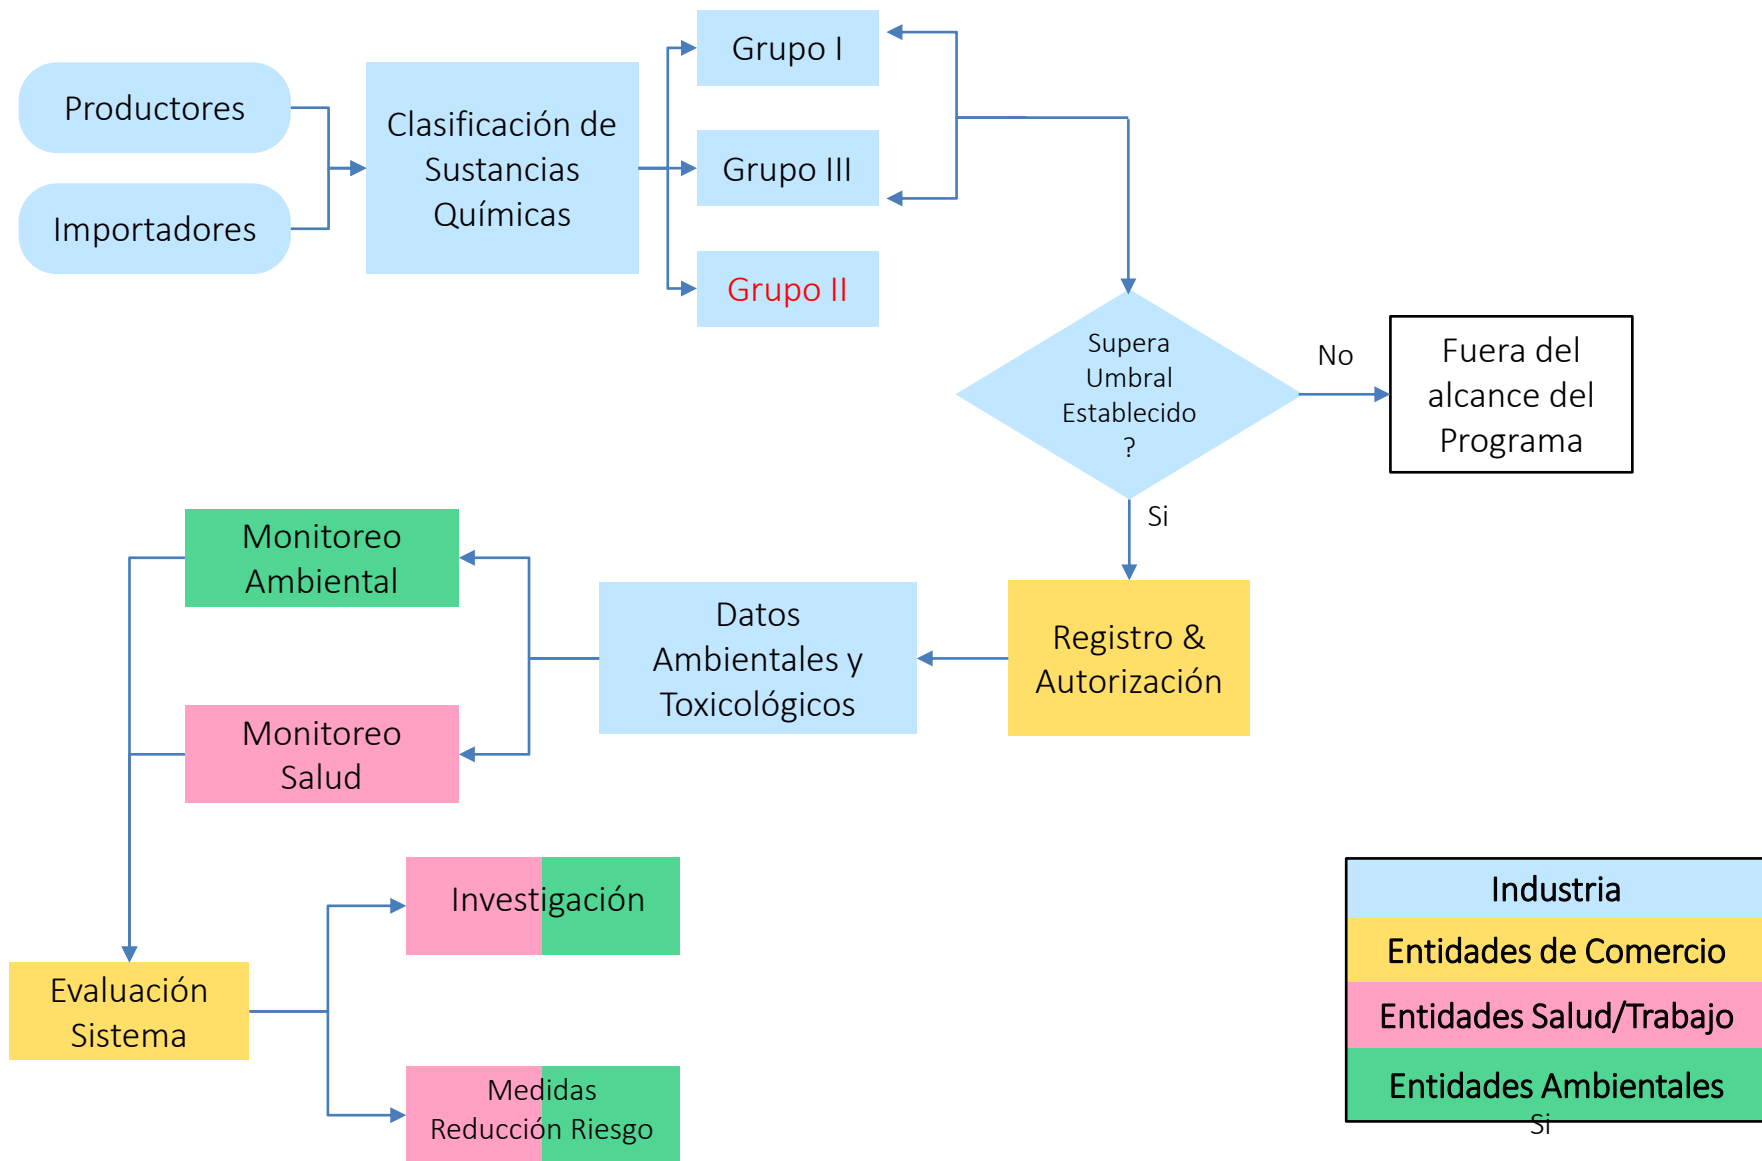 Productores
Importadores
Clasificación de
Sustancias
Químicas
Grupo I
Grupo III
Grupo II
Supera
Umbral
Establecido
?
No
Fuera del
alcance del
Programa
Si
Registro &
Autorización
Datos
Ambientales y
Toxicológicos
Monitoreo
Ambiental
Monitoreo
Salud
Evaluación
Sistema
Investigación
Medidas
Reducción Riesgo
Industria
Entidades de Comercio
Entidades Salud/Trabajo
Entidades Ambientales
Si